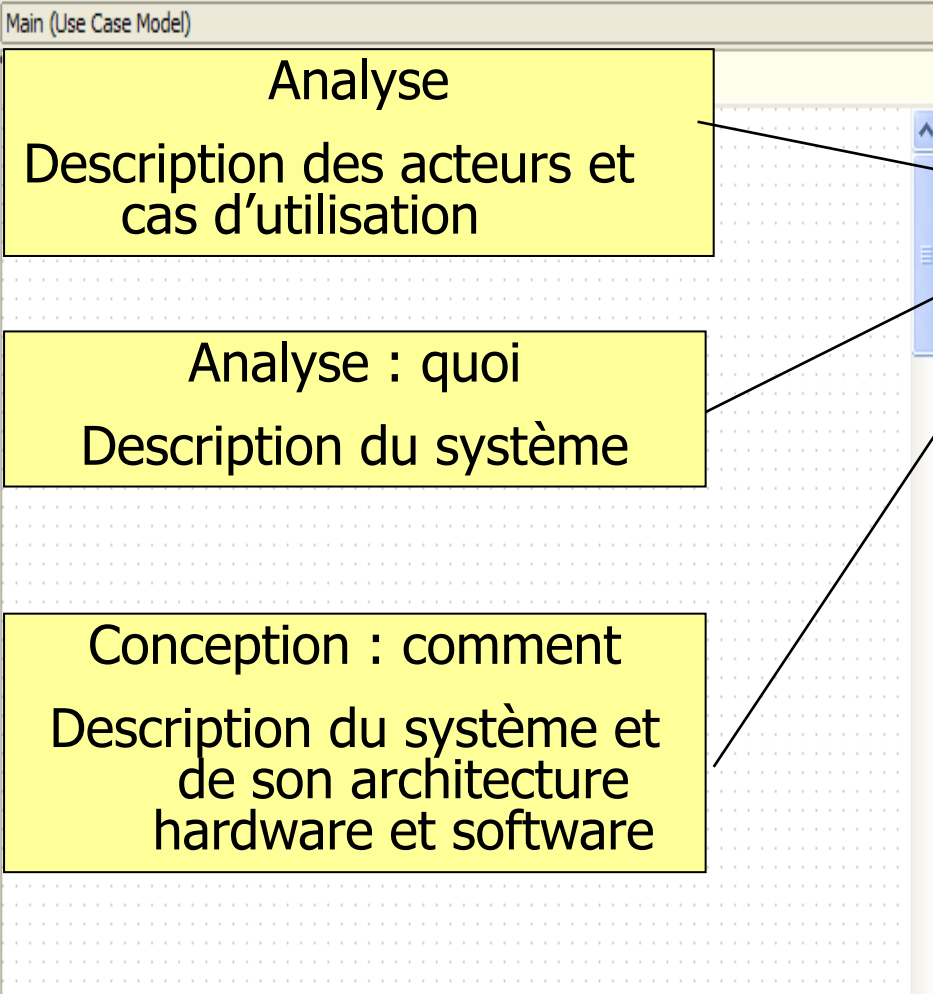 Main (Use Case Model)
Analyse
Description des acteurs et
cas d’utilisation
Analyse : quoi
Description du système
Conception : comment
Description du système et
de son architecture
hardware et software